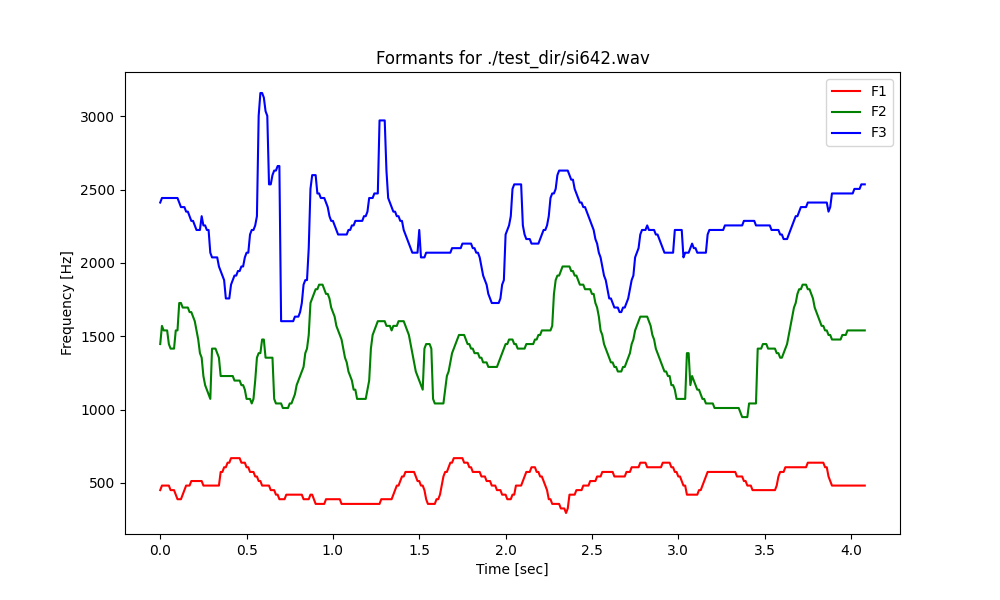 Formants for ./test_dir/si642.wav
F1
F2
F3
Frequency [Hz]
3000
2500
2000
1500
1000
500
0.0 0.5 1.0 1.5 2.0 2.5 3.0 3.5 4.0
Time [sec]